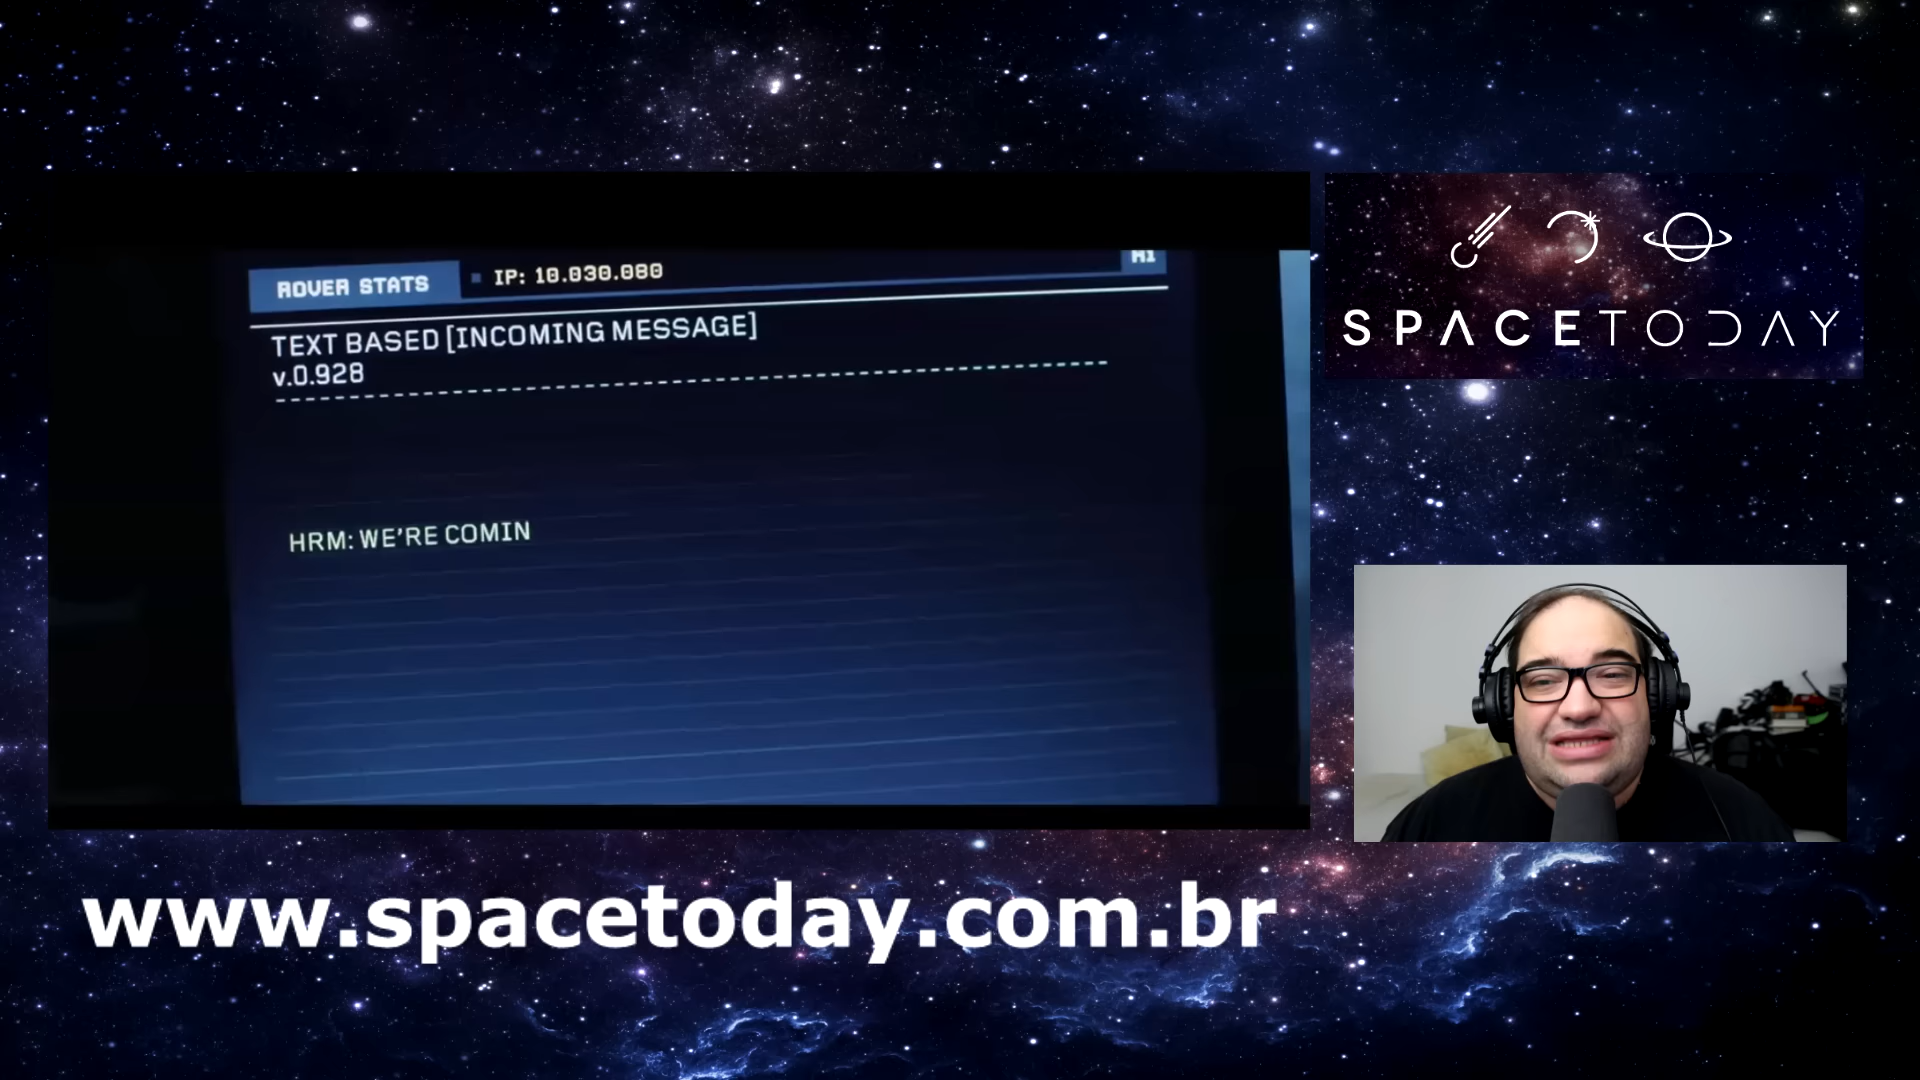 ROVER STATS
IP: 10.030.080
TEXT BASED [INCOMING MESSAGE]
v.0.928
HRM: WE'RE COMIN
SPACETODAY
www.spacetoday.com.br